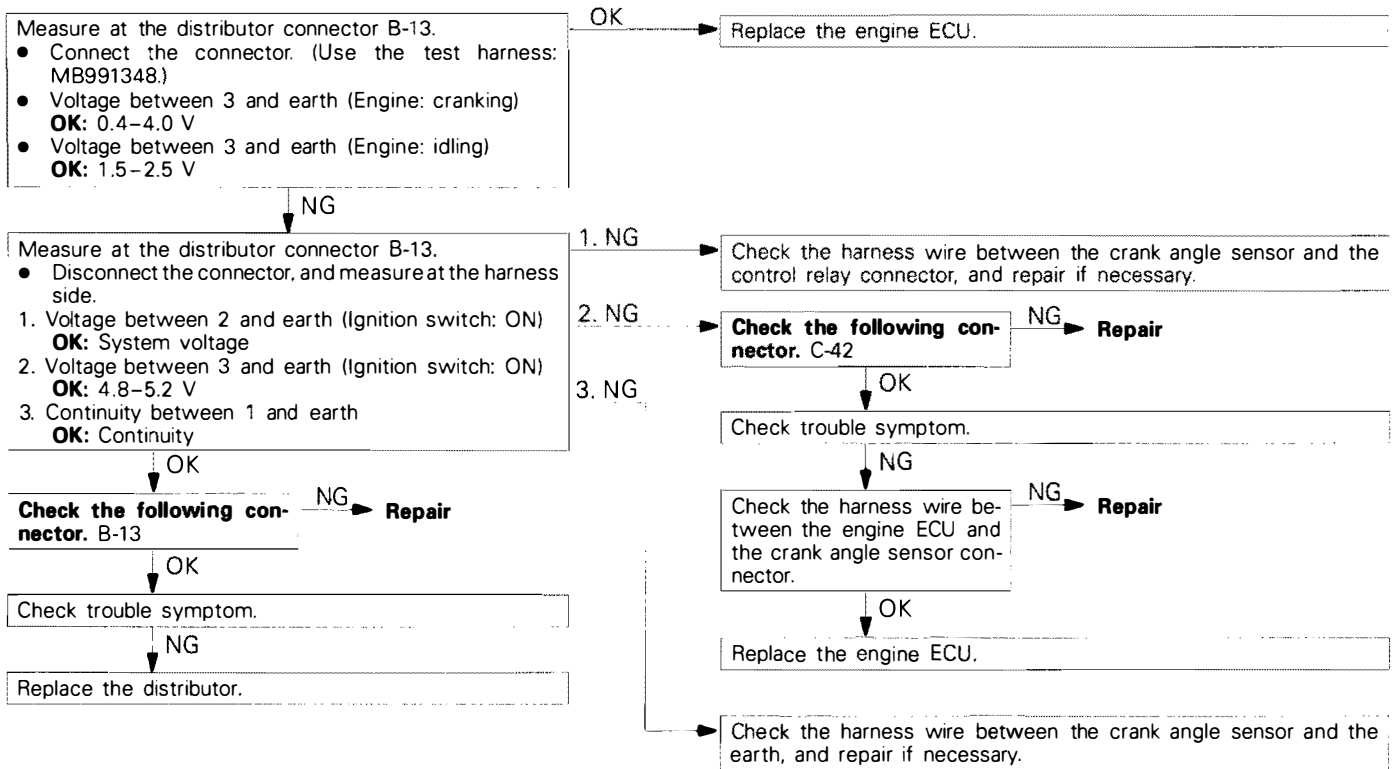 Measure at the distributor connector B-13.
● Connect the connector. (Use the test harness:
MB991348.)
● Voltage between 3 and earth (Engine: cranking)
OK: 0.4–4.0 V
● Voltage between 3 and earth (Engine: idling)
OK: 1.5–2.5 V
OK
Replace the engine ECU.
NG
Measure at the distributor connector B-13.
● Disconnect the connector, and measure at the harness
side.
1. Voltage between 2 and earth (Ignition switch: ON)
OK: System voltage
2. Voltage between 3 and earth (Ignition switch: ON)
OK: 4.8–5.2 V
3. Continuity between 1 and earth
OK: Continuity
1. NG
Check the harness wire between the crank angle sensor and the
control relay connector, and repair if necessary.
2. NG
Check the following con-
nector. C-42
NG
Repair
OK
Check trouble symptom.
NG
Check the harness wire be-
tween the engine ECU and
the crank angle sensor con-
nector.
NG
Repair
OK
Replace the engine ECU.
3. NG
Check the harness wire between the crank angle sensor and the
earth, and repair if necessary.
OK
Check the following con-
nector. B-13
NG
Repair
OK
Check trouble symptom.
NG
Replace the distributor.